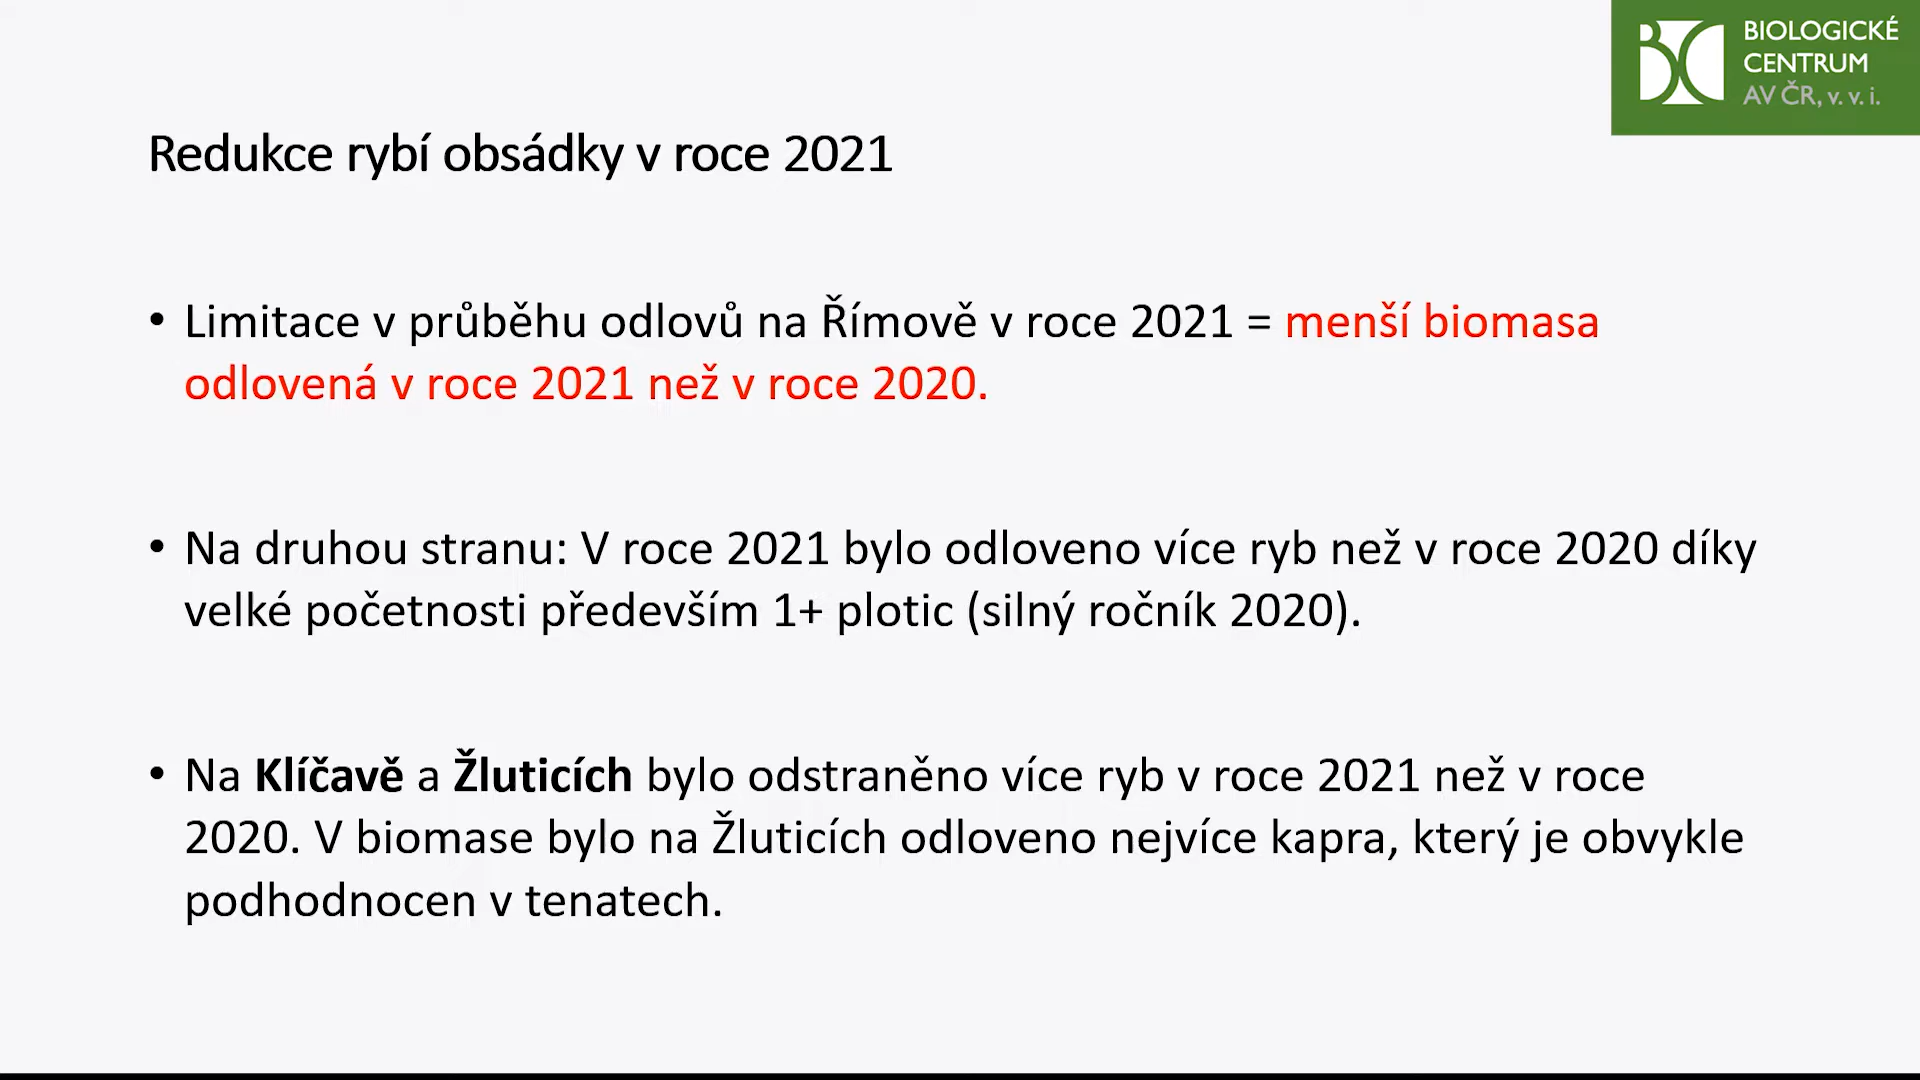 BIOLOGICKÉ
CENTRUM
AV ČR, v. v. i.
Redukce rybí obsádky v roce 2021
• Limitace v průběhu odlovů na Římově v roce 2021 = menší biomasa
odlovená v roce 2021 než v roce 2020.
• Na druhou stranu: V roce 2021 bylo odloveno více ryb než v roce 2020 díky
velké početnosti především 1+ plotic (silný ročník 2020).
• Na Klíčavě a Žluticích bylo odstraněno více ryb v roce 2021 než v roce
2020. V biomase bylo na Žluticích odloveno nejvíce kapra, který je obvykle
podhodnocen v tenatech.